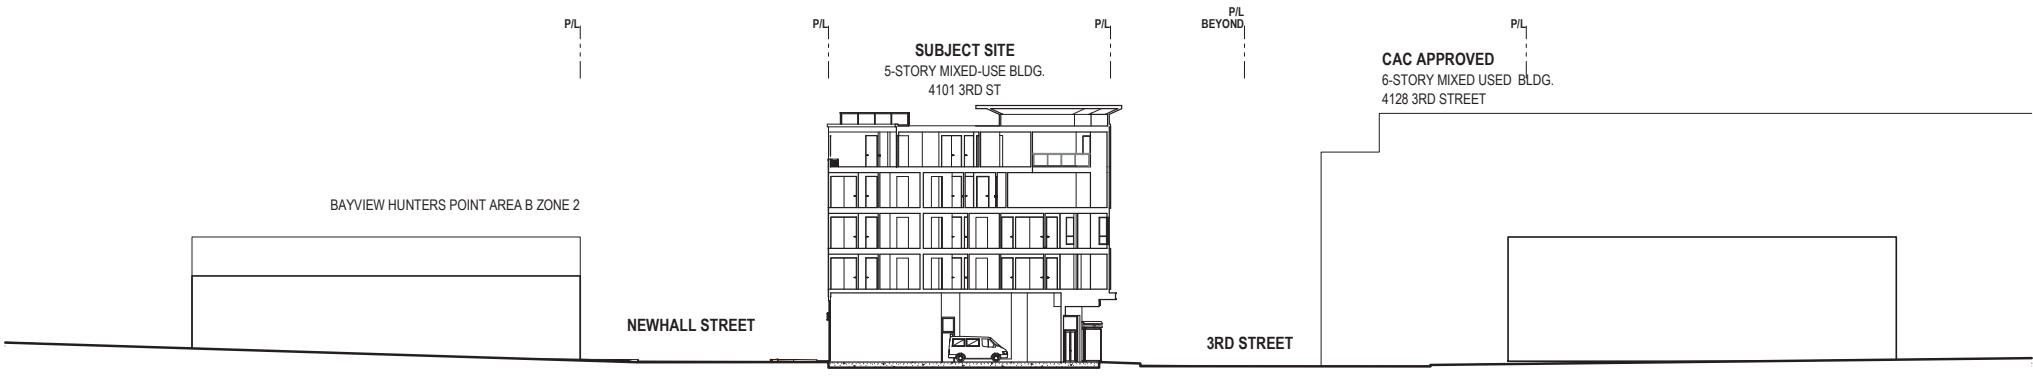 P/L
P/L
P/L
P/L
BEYOND
P/L
SUBJECT SITE
5-STORY MIXED-USE BLDG.
4101 3RD ST
CAC APPROVED
6-STORY MIXED USED BLDG.
4128 3RD STREET
BAYVIEW HUNTERS POINT AREA B ZONE 2
NEWHALL STREET
3RD STREET